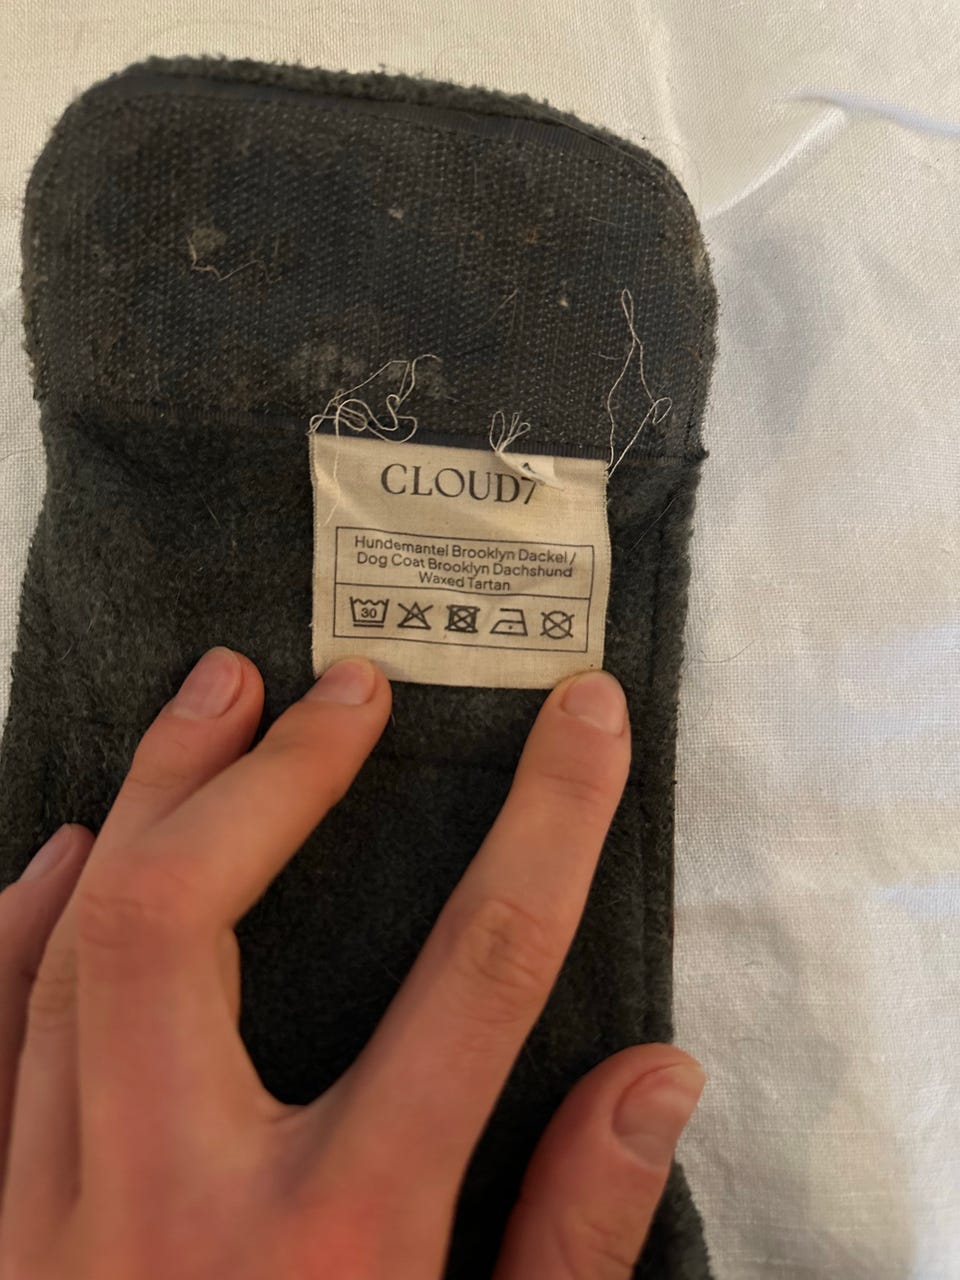 CLOUD7
Hundemantel Brooklyn Dackel /
Dog Coat Brooklyn Dachshund
Waxed Tartan
30